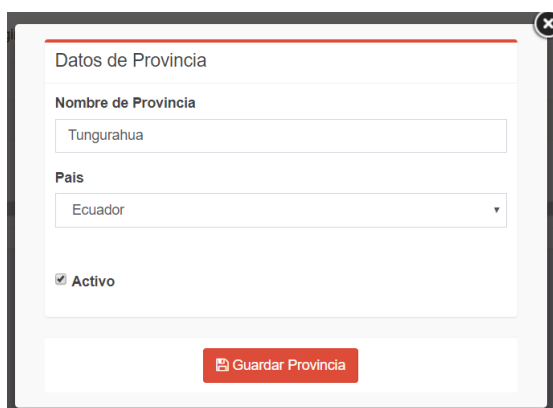 Datos de Provincia
Nombre de Provincia
Tungurahua
Pais
Ecuador
Activo
Guardar Provincia